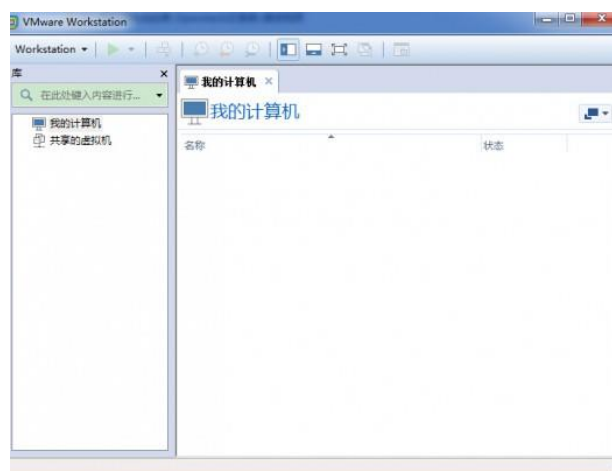 VMware Workstation
Workstation
库
我的计算机
在此处键入内容进行...
我的计算机
我的计算机
共享的虚拟机
名称
状态